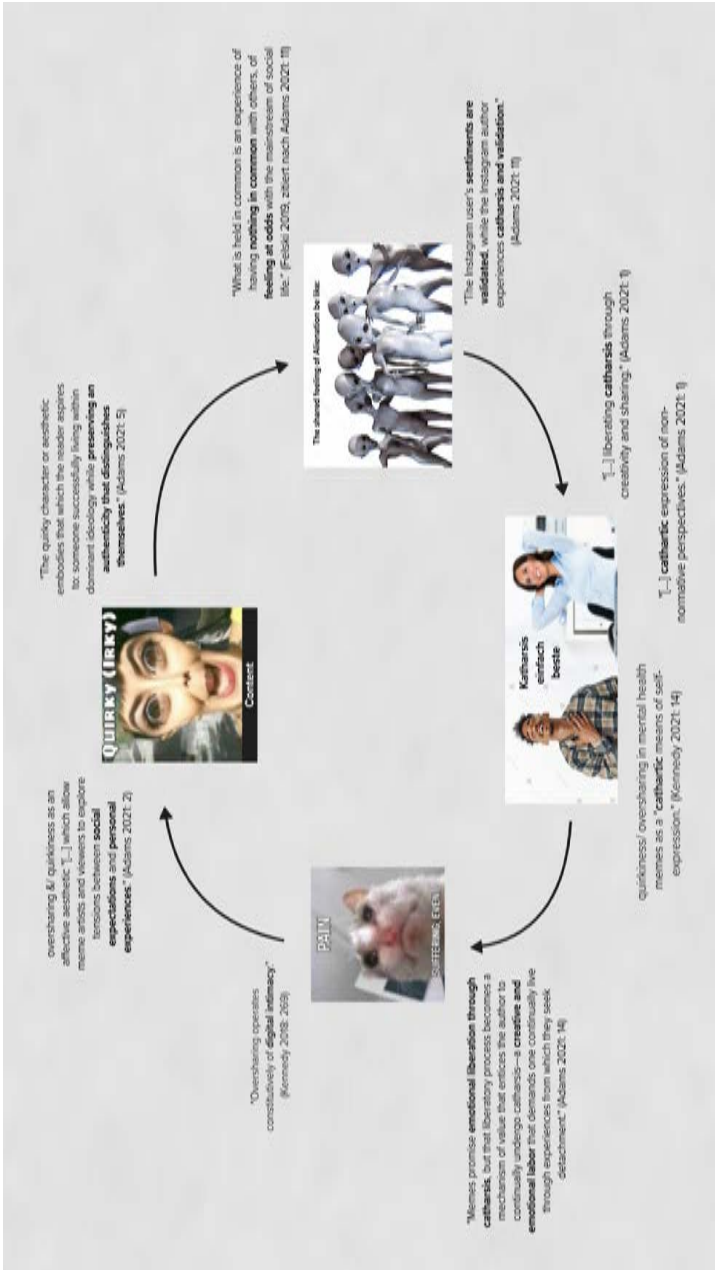 oversharing &/ quirkiness as an
affective aesthetic "[...] which allow
meme artists and viewers to explore
tensions between social
expectations and personal
experiences." (Adams 2021: 2)
QUIRKY (IRKY)
Content
"The quirky character or aesthetic
embodies that which the reader aspires
to: someone successfully living within
dominant ideology while preserving an
authenticity that distinguishes
themselves." (Adams 2021: 5)
"What is held in common is an experience of
having nothing in common with others, of
feeling at odds with the mainstream of social
life." (Felski 2019, zitiert nach Adams 2021: 11)
The shared feeling of Alienation be like:
"The Instagram user's sentiments are
validated, while the Instagram author
experiences catharsis and validation."
(Adams 2021: 11)
"[...] liberating catharsis through
creativity and sharing." (Adams 2021: 1)
"[...] cathartic expression of non-
normative perspectives." (Adams 2021: 1)
Katharsis
einfach
beste
quirkiness/ oversharing in mental health
memes as a "cathartic means of self-
expression." (Kennedy 2021: 14)
"Memes promise emotional liberation through
catharsis, but that liberatory process becomes a
mechanism of value that entices the author to
continually undergo catharsis—a creative and
emotional labor that demands one continually live
through experiences from which they seek
detachment." (Adams 2021: 14)
PAIN
SUFFERING, EVEN
"Oversharing operates
constitutively of digital intimacy."
(Kennedy 2018: 269)